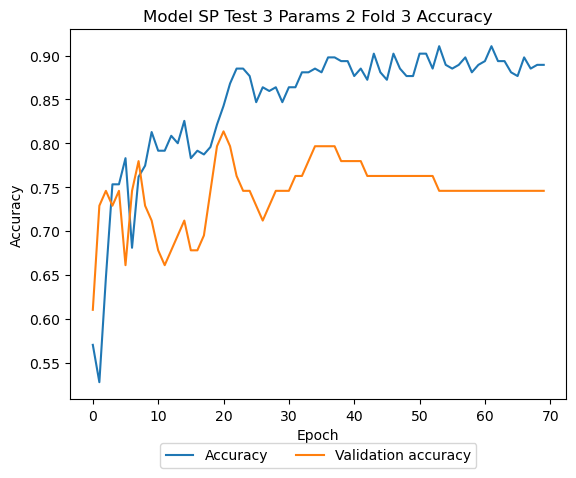 Model SP Test 3 Params 2 Fold 3 Accuracy
Accuracy
0.90
0.85
0.80
0.75
0.70
0.65
0.60
0.55
0 10 20 30 40 50 60 70
Epoch
Accuracy Validation accuracy